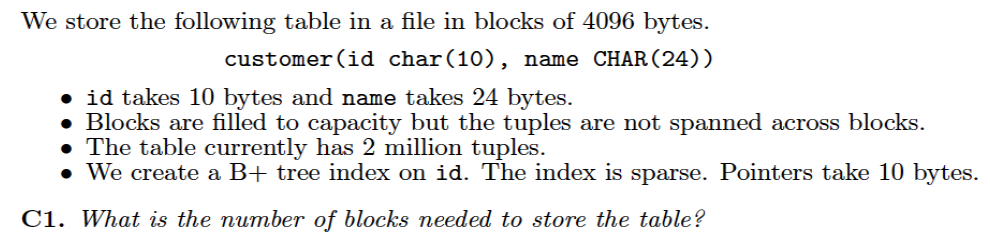 We store the following table in a file in blocks of 4096 bytes.
customer(id char(10), name CHAR(24))
• id takes 10 bytes and name takes 24 bytes.
• Blocks are filled to capacity but the tuples are not spanned across blocks.
• The table currently has 2 million tuples.
• We create a B+ tree index on id. The index is sparse. Pointers take 10 bytes.
C1. What is the number of blocks needed to store the table?